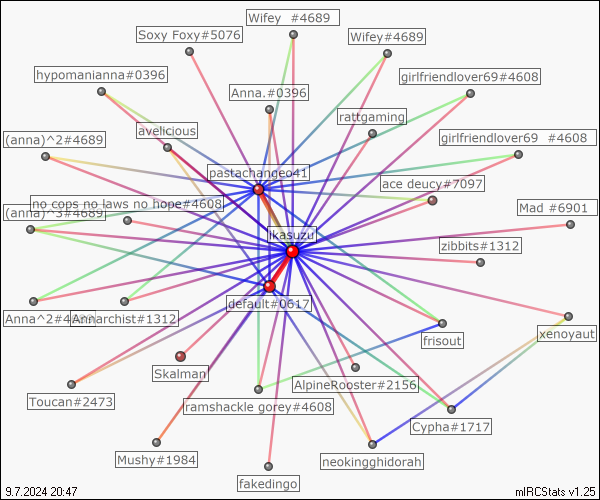 Wifey  #4689
Soxy Foxy#5076
Wifey#4689
hypomanianna#0396
girlfriendlover69#4608
Anna.#0396
rattgaming
avelicious
(anna)^2#4689
girlfriendlover69  #4608
pastachangeo41
ace deucy#7097
no cops no laws no hope#4608
(anna)^3#4689
Mad #6901
ikasuzu
zibbits#1312
default#0617
Anna^2#4
Annarchist#1312
frisout
xenoyaut
Skalman
AlpineRooster#2156
Toucan#2473
ramshackle gorey#4608
Cypha#1717
Mushy#1984
neokingghidorah
fakedingo
9.7.2024 20:47
mIRCStats v1.25